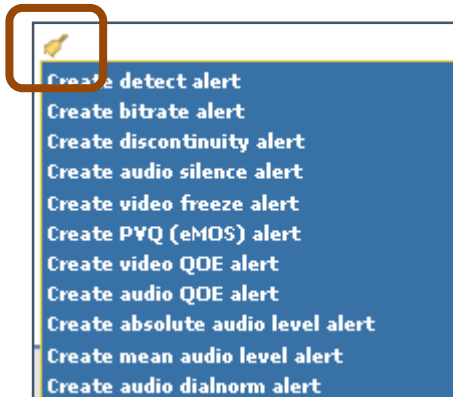 Create detect alert
Create bitrate alert
Create discontinuity alert
Create audio silence alert
Create video freeze alert
Create PVQ (eMOS) alert
Create video QOE alert
Create audio QOE alert
Create absolute audio level alert
Create mean audio level alert
Create audio dialnorm alert